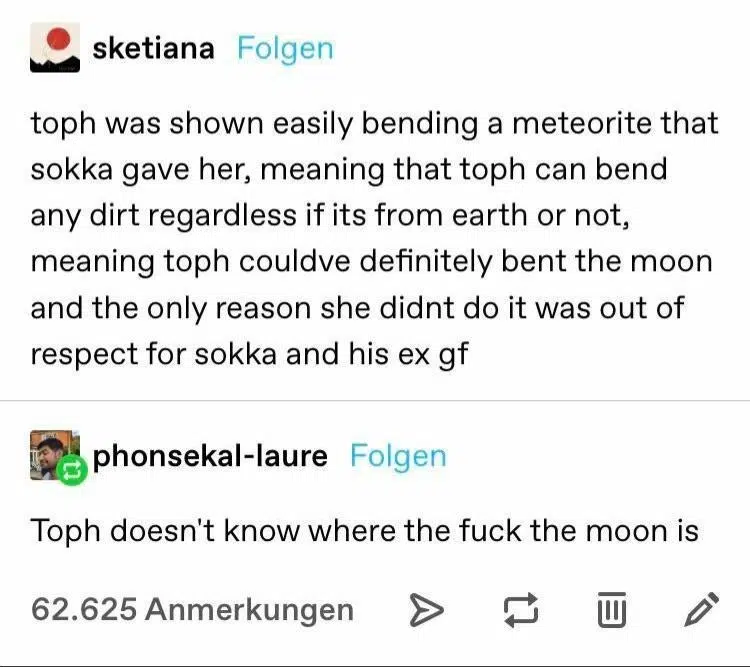 sketiana Folgen
toph was shown easily bending a meteorite that
sokka gave her, meaning that toph can bend
any dirt regardless if its from earth or not,
meaning toph couldve definitely bent the moon
and the only reason she didnt do it was out of
respect for sokka and his ex gf
phonsekal-laure Folgen
Toph doesn't know where the fuck the moon is
62.625 Anmerkungen